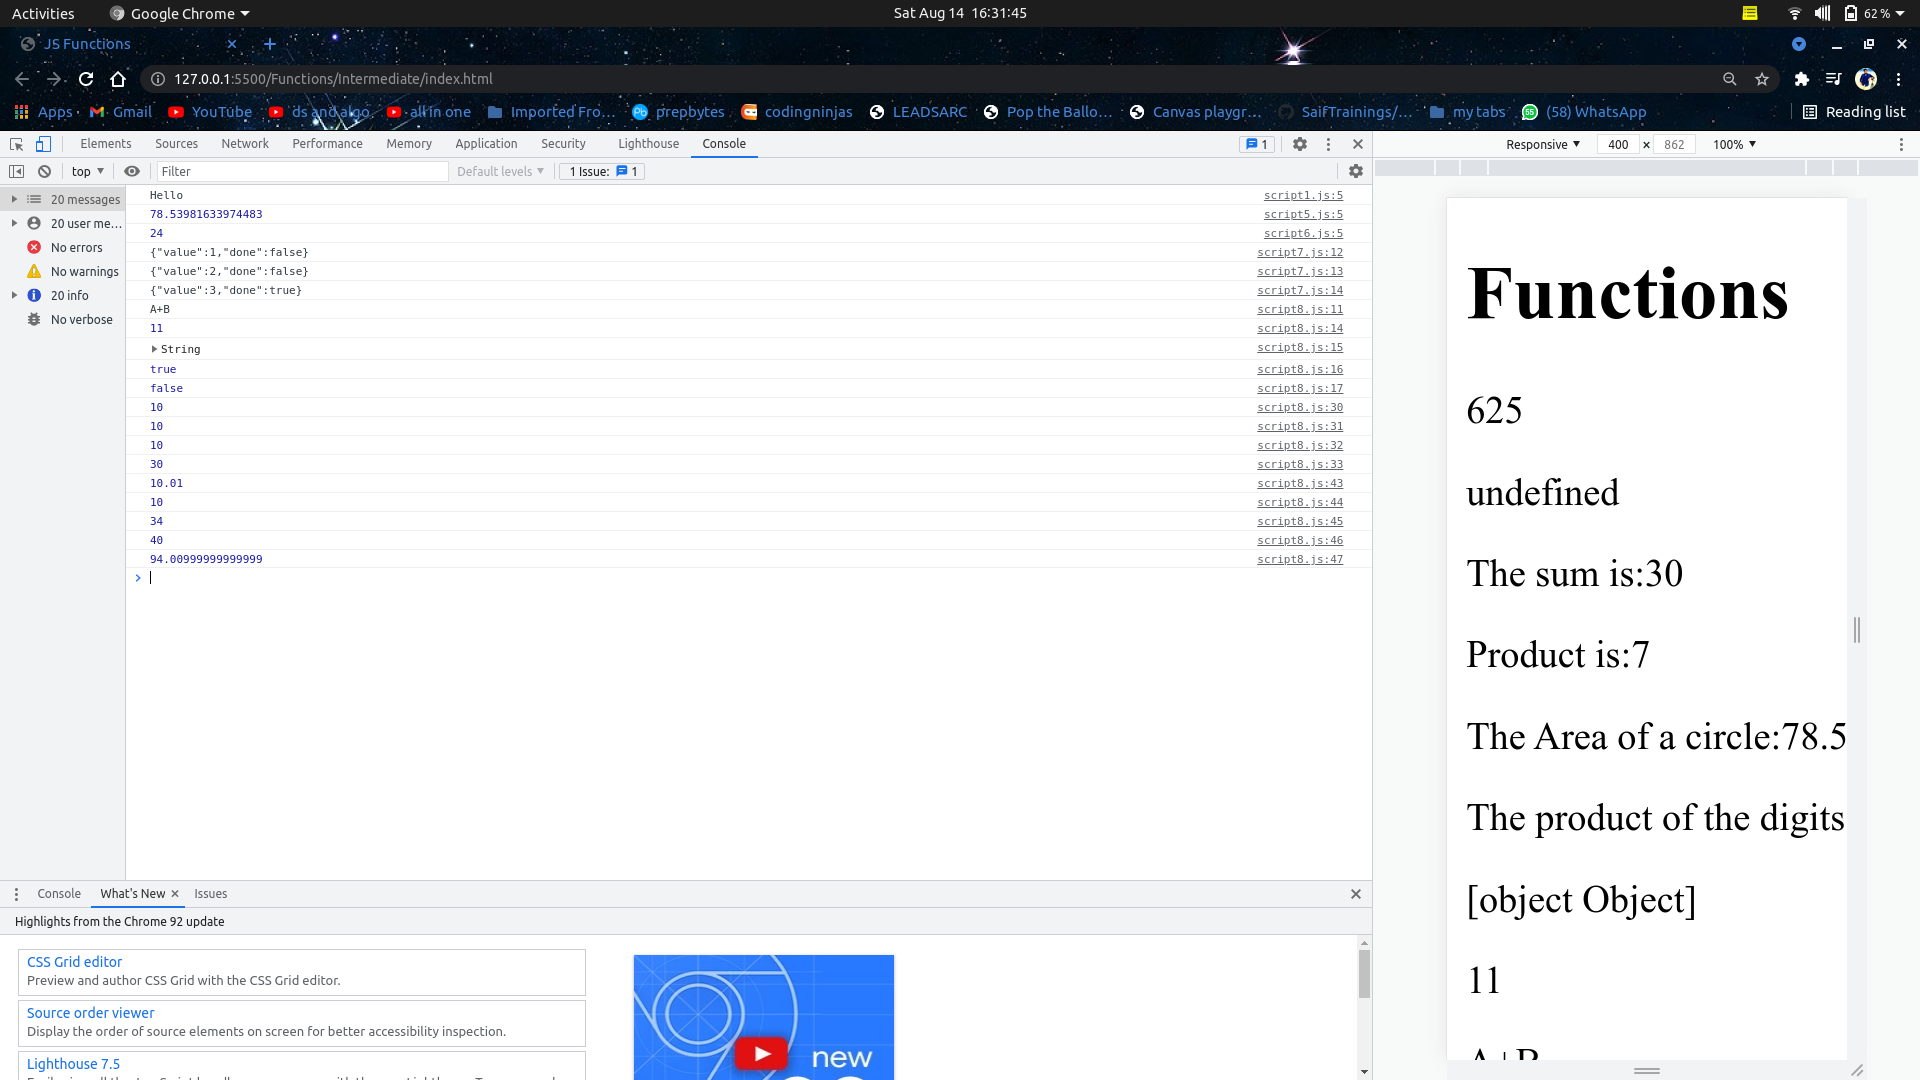 Activities Google Chrome Sat Aug 14 16:31:45 62 %
JS Functions
127.0.0.1:5500/Functions/Intermediate/index.html
Apps Gmail YouTube ds and algo all in one Imported Fro... prepbytes codingninjas LEADSARC Pop the Ballo... Canvas playgr... SaifTrainings/... my tabs (58) WhatsApp Reading list
Elements Sources Network Performance Memory Application Security Lighthouse Console 1
Responsive 400 × 862 100%
top Filter Default levels 1 Issue: 1
20 messages
20 user me...
No errors
No warnings
20 info
No verbose
Hello script1.js:5
78.53981633974483 script5.js:5
24 script6.js:5
{"value":1,"done":false} script7.js:12
{"value":2,"done":false} script7.js:13
{"value":3,"done":true} script7.js:14
A+B script8.js:11
11 script8.js:14
String script8.js:15
true script8.js:16
false script8.js:17
10 script8.js:30
10 script8.js:31
10 script8.js:32
30 script8.js:33
10.01 script8.js:43
10 script8.js:44
34 script8.js:45
40 script8.js:46
94.00999999999999 script8.js:47
Console What's New Issues
Highlights from the Chrome 92 update
CSS Grid editor
Preview and author CSS Grid with the CSS Grid editor.
Source order viewer
Display the order of source elements on screen for better accessibility inspection.
Lighthouse 7.5
new
Functions
625
undefined
The sum is:30
Product is:7
The Area of a circle:78.5
The product of the digits
[object Object]
11
A+B